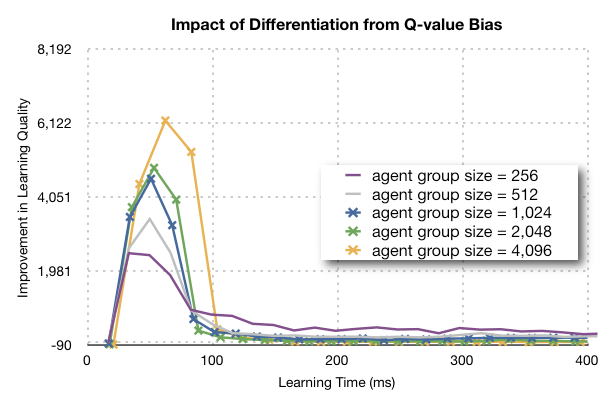 Impact of Differentiation from Q-value Bias
8,192
6,122
4,051
1,981
-90
Improvement in Learning Quality
agent group size = 256
agent group size = 512
agent group size = 1,024
agent group size = 2,048
agent group size = 4,096
0
100
200
300
400
Learning Time (ms)